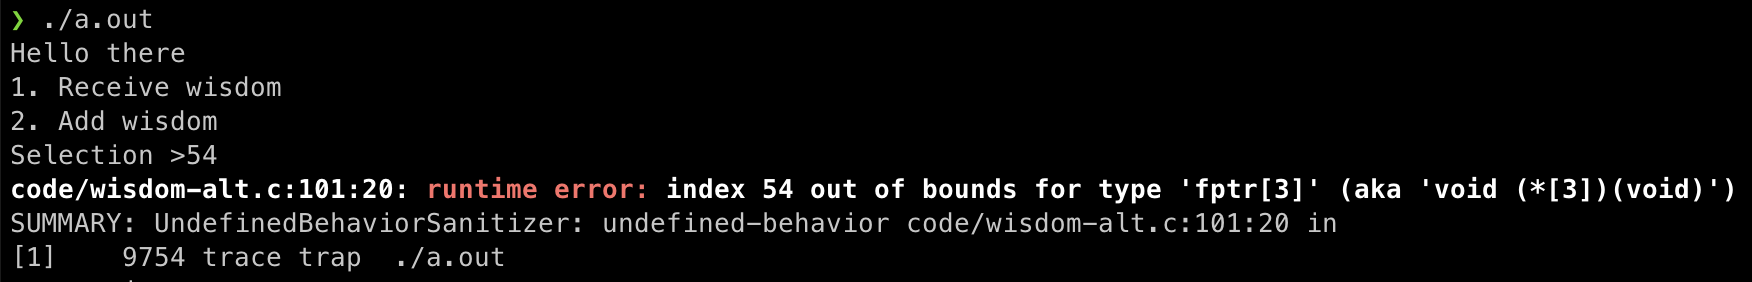 ❯ ./a.out
Hello there
1. Receive wisdom
2. Add wisdom
Selection >54
code/wisdom-alt.c:101:20: runtime error: index 54 out of bounds for type 'fptr[3]' (aka 'void (*[3])(void)')
SUMMARY: UndefinedBehaviorSanitizer: undefined-behavior code/wisdom-alt.c:101:20 in
[1]    9754 trace trap  ./a.out